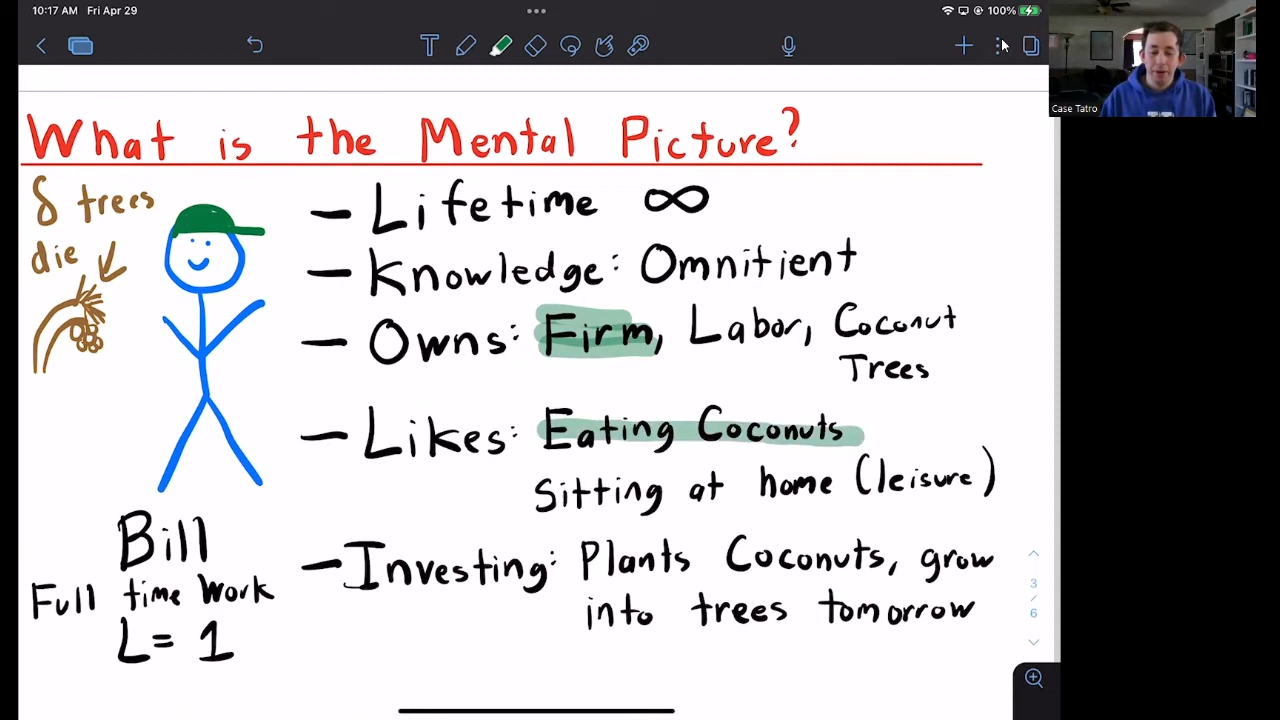 10:17 AM Fri Apr 29
100%
Case Tatro
What is the Mental Picture?
δ trees
die
- Lifetime ∞
- Knowledge: Omnitient
- Owns: Firm, Labor, Coconut
Trees
- Likes: Eating Coconuts
Sitting at home (leisure)
- Investing: Plants Coconuts, grow
into trees tomorrow
Bill
Full time Work
L= 1
3
/
6